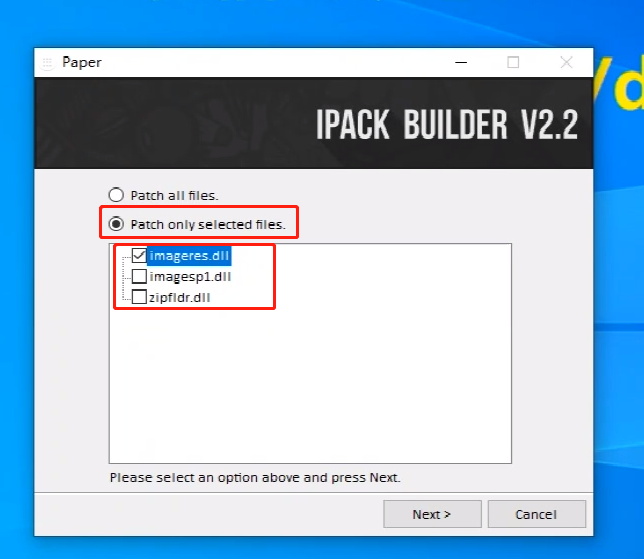 Paper
/d
IPACK BUILDER V2.2
Patch all files.
Patch only selected files.
imageres.dll
imagesp1.dll
zipfldr.dll
Please select an option above and press Next.
Next >
Cancel